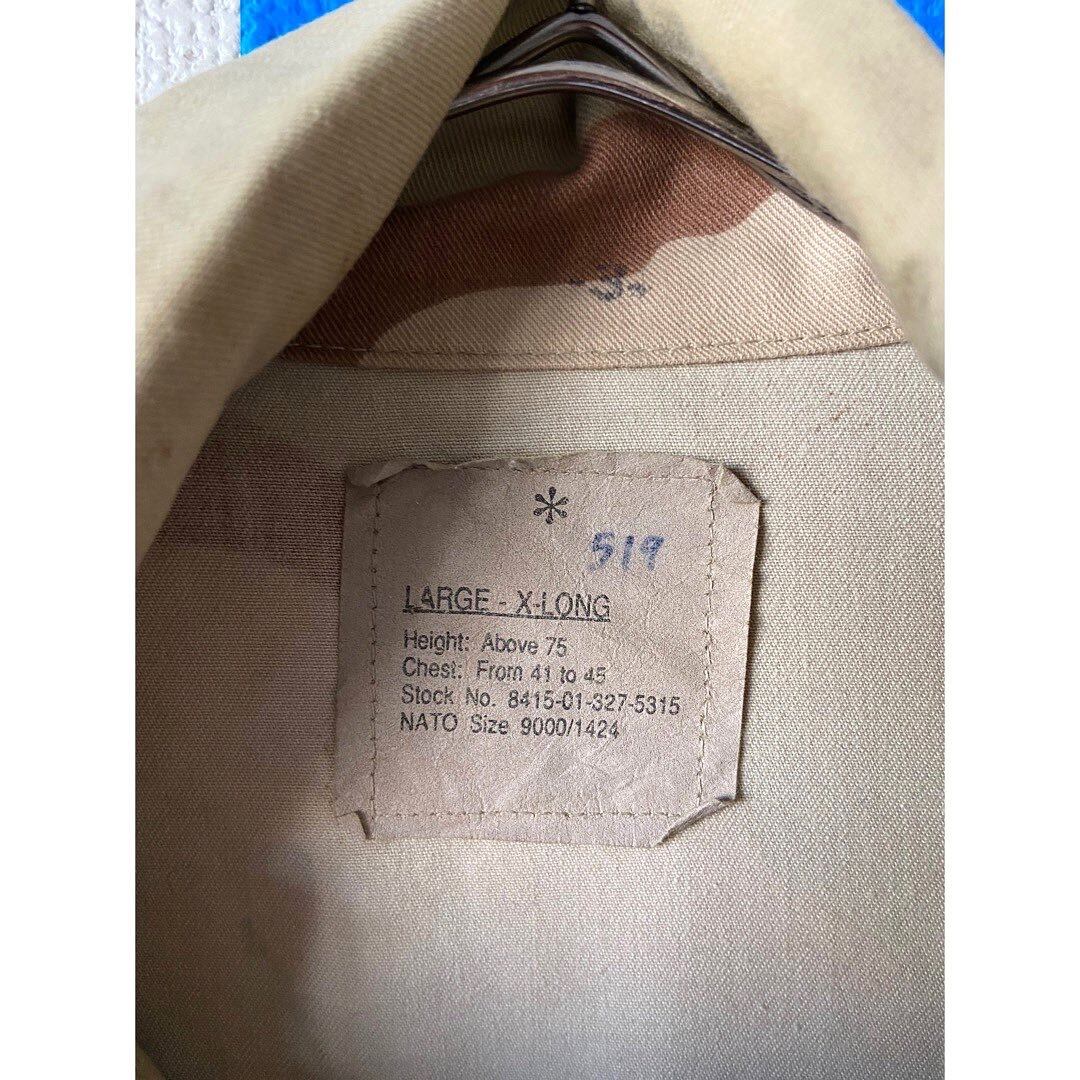 -J-
*
519
LARGE - X-LONG
Height: Above 75
Chest: From 41 to 45
Stock No. 8415-01-327-5315
NATO Size 9000/1424